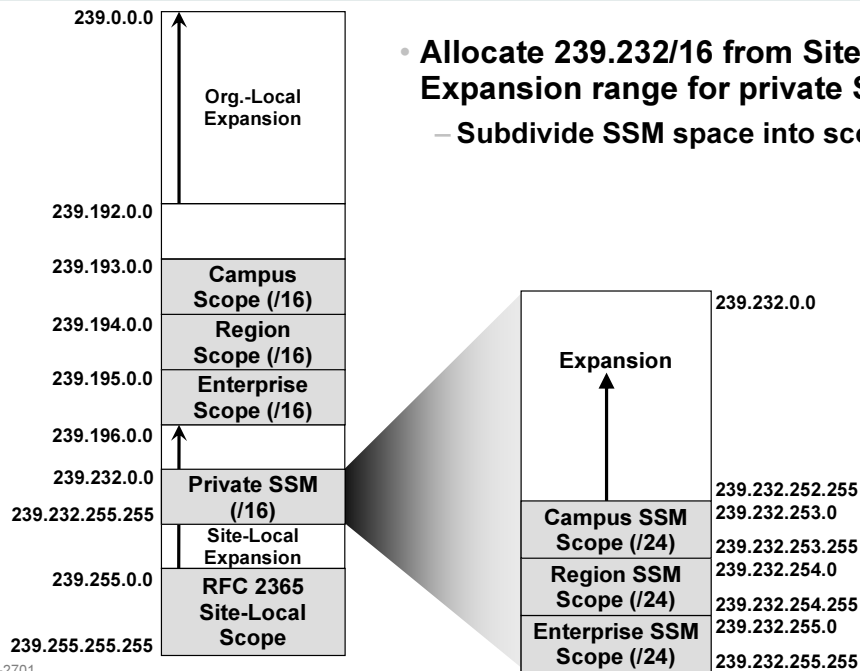 239.0.0.0
Org.-Local
Expansion
239.192.0.0
239.193.0.0
Campus
Scope (/16)
239.194.0.0
Region
Scope (/16)
239.195.0.0
Enterprise
Scope (/16)
239.196.0.0
239.232.0.0
Private SSM
(/16)
239.232.255.255
Site-Local
Expansion
239.255.0.0
RFC 2365
Site-Local
Scope
239.255.255.255
• Allocate 239.232/16 from Site
Expansion range for private
– Subdivide SSM space into
239.232.0.0
Expansion
239.232.252.255
Campus SSM
Scope (/24)
239.232.253.0
239.232.253.255
Region SSM
Scope (/24)
239.232.254.0
239.232.254.255
Enterprise SSM
Scope (/24)
239.232.255.0
239.232.255.255
-2701